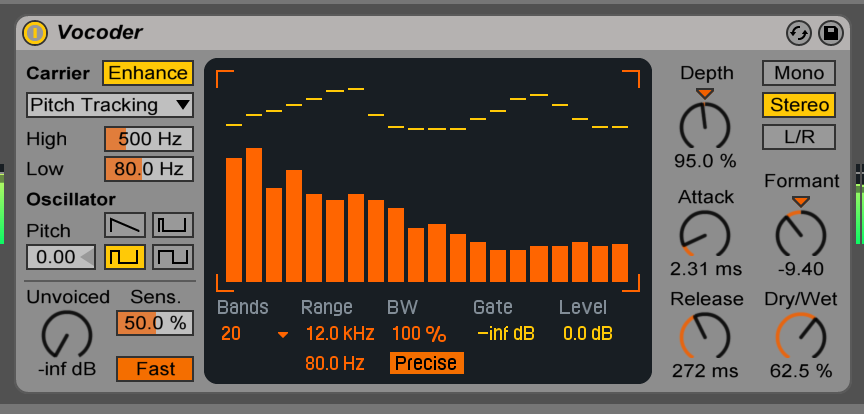 Vocoder
Carrier Enhance
Pitch Tracking
High 500 Hz
Low 80.0 Hz
Oscillator
Pitch
0.00
Unvoiced Sens.
50.0 %
-inf dB Fast
Bands Range BW Gate Level
20 12.0 kHz 100 % −inf dB 0.0 dB
80.0 Hz Precise
Depth Mono
Stereo
95.0 % L/R
Attack Formant
2.31 ms -9.40
Release Dry/Wet
272 ms 62.5 %